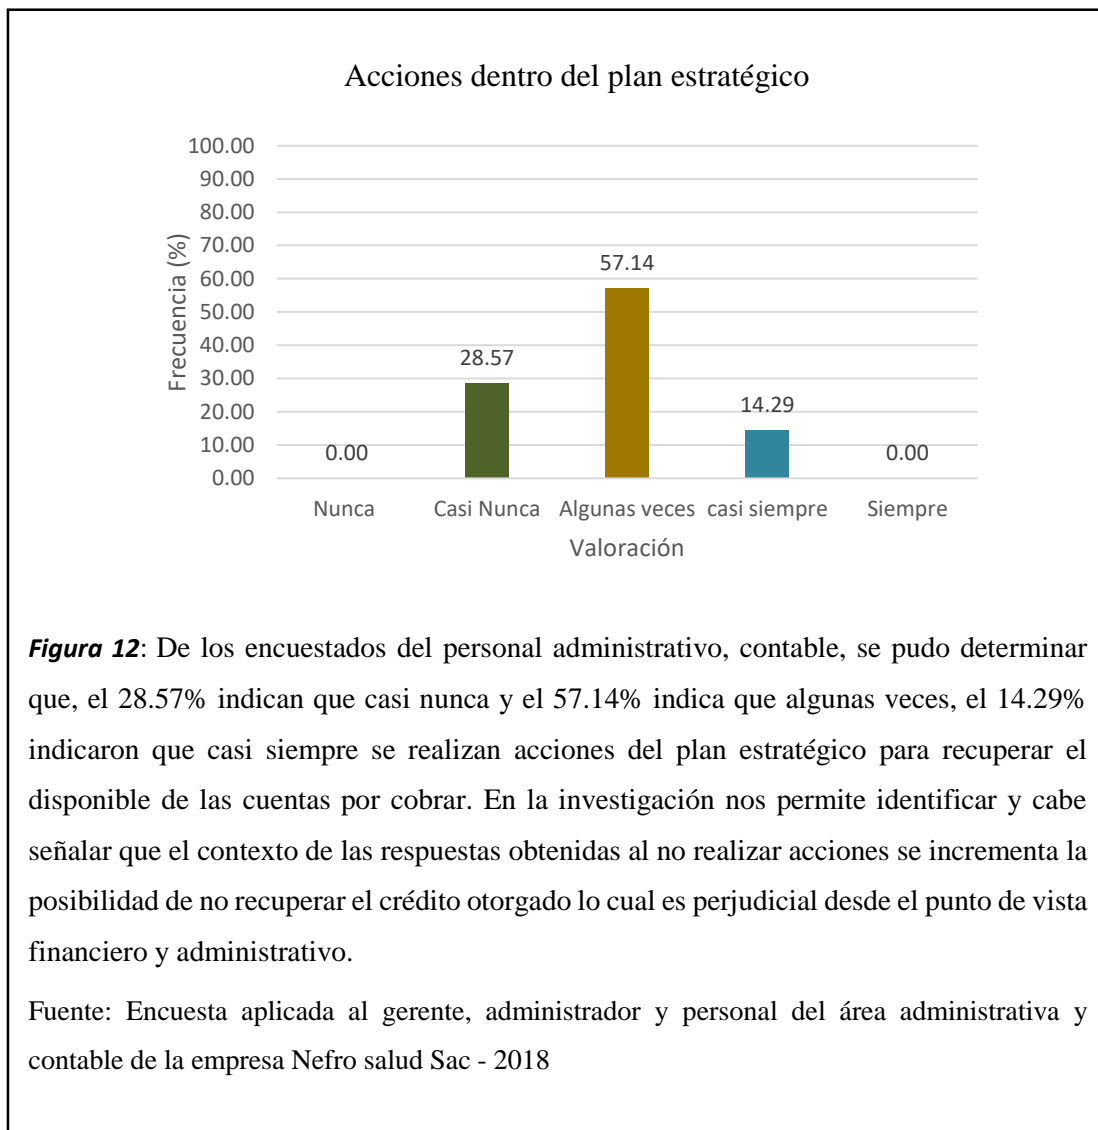 Acciones dentro del plan estratégico
100.00
90.00
80.00
70.00
60.00
50.00
40.00
30.00
20.00
10.00
0.00
Frecuencia (%)
0.00
28.57
57.14
14.29
0.00
Nunca
Casi Nunca
Algunas veces
casi siempre
Siempre
Valoración
Figura 12: De los encuestados del personal administrativo, contable, se pudo determinar
que, el 28.57% indican que casi nunca y el 57.14% indica que algunas veces, el 14.29%
indicaron que casi siempre se realizan acciones del plan estratégico para recuperar el
disponible de las cuentas por cobrar. En la investigación nos permite identificar y cabe
señalar que el contexto de las respuestas obtenidas al no realizar acciones se incrementa la
posibilidad de no recuperar el crédito otorgado lo cual es perjudicial desde el punto de vista
financiero y administrativo.
Fuente: Encuesta aplicada al gerente, administrador y personal del área administrativa y
contable de la empresa Nefro salud Sac - 2018